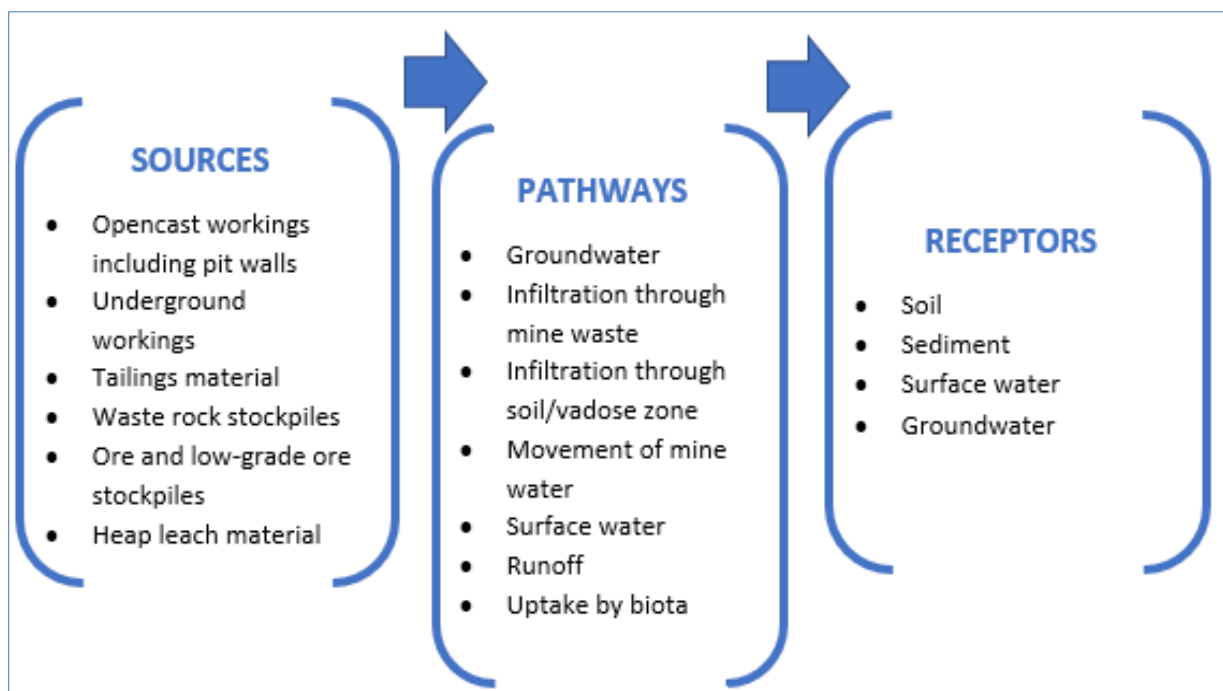 SOURCES
● Opencast workings
including pit walls
● Underground
workings
● Tailings material
● Waste rock stockpiles
● Ore and low-grade ore
stockpiles
● Heap leach material
PATHWAYS
● Groundwater
● Infiltration through
mine waste
● Infiltration through
soil/vadose zone
● Movement of mine
water
● Surface water
● Runoff
● Uptake by biota
RECEPTORS
● Soil
● Sediment
● Surface water
● Groundwater